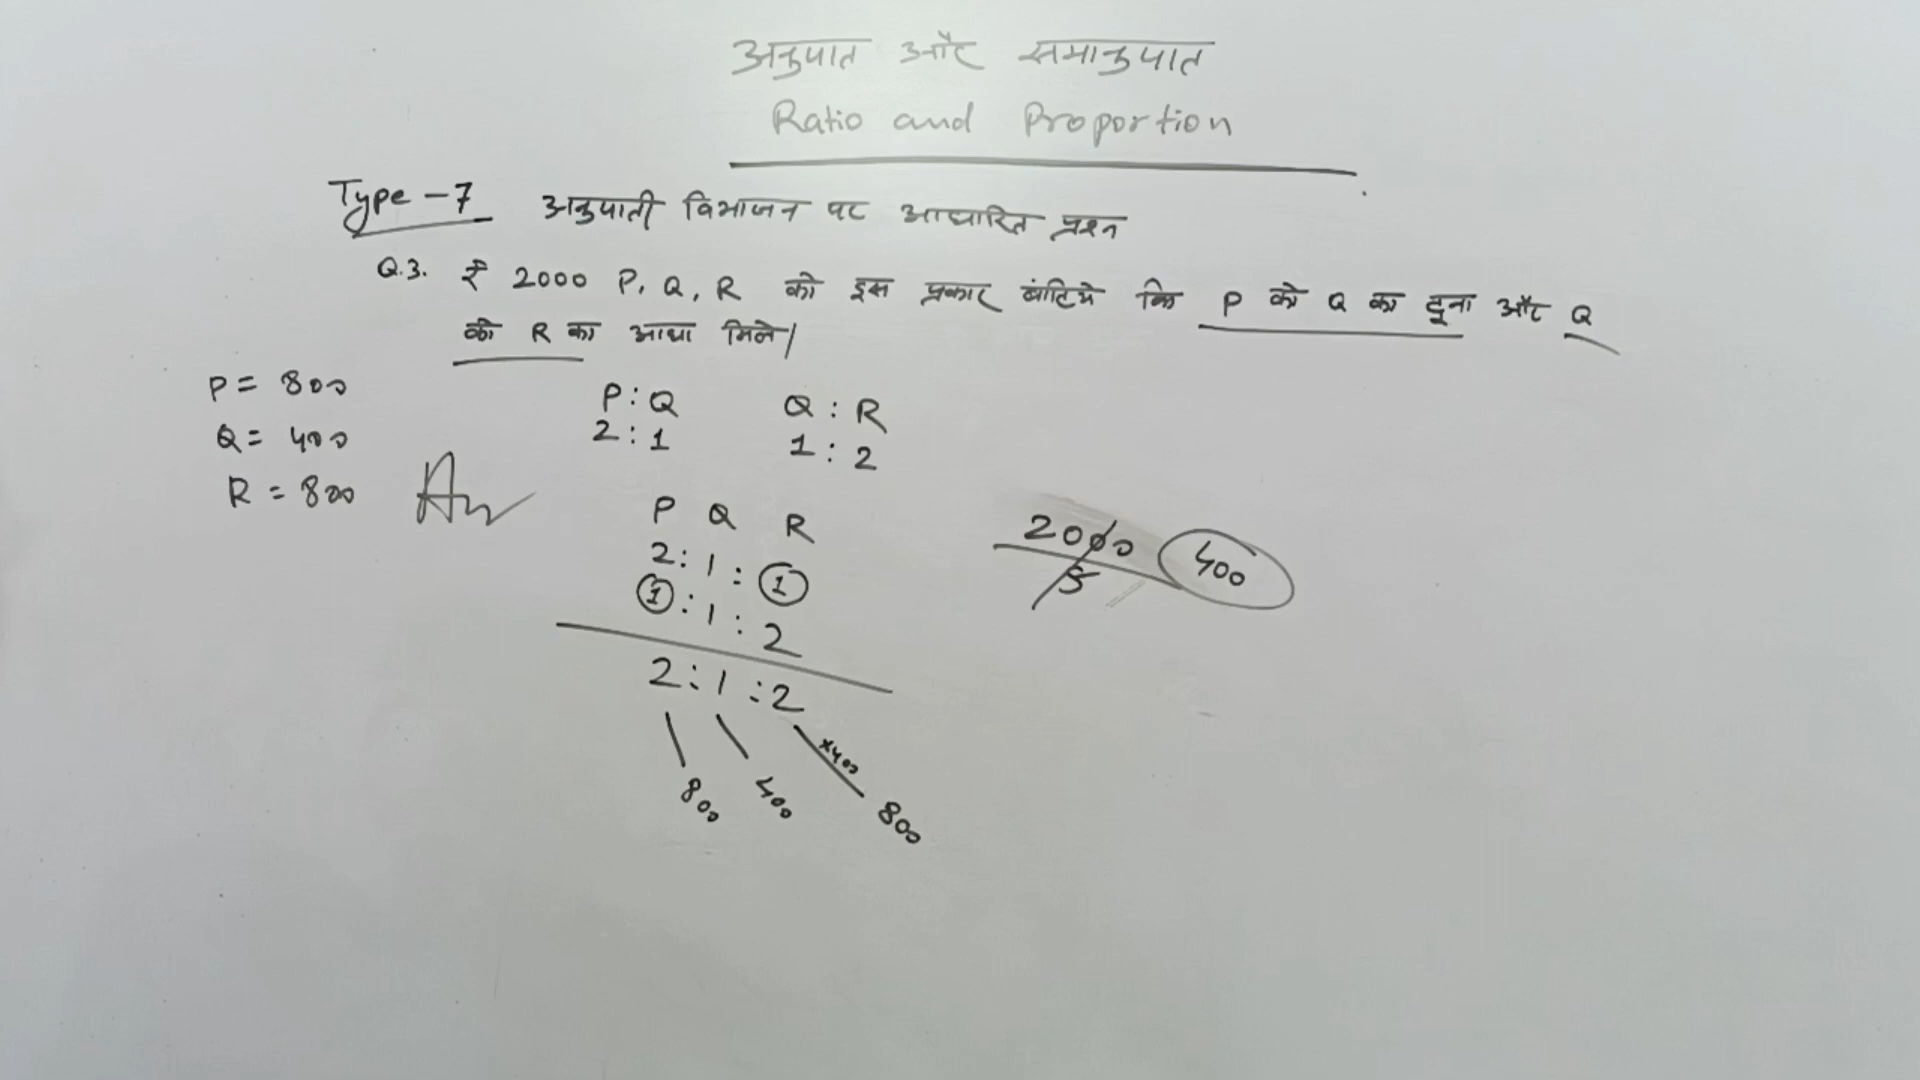 अनुपात और समानुपात
Ratio and Proportion
Type-7 अनुपाती विभाजन पर आधारित प्रश्न
Q.3. ₹ 2000 P, Q, R को इस प्रकार बांटिये कि P को Q का दूना और Q
को R का आधा मिले।
P = 800
Q = 400
R = 800
Ans
P : Q Q : R
2 : 1 1 : 2
P Q R
2 : 1 : 1
1 : 1 : 2
2 : 1 : 2
×400
800 400 800
2000 400
5